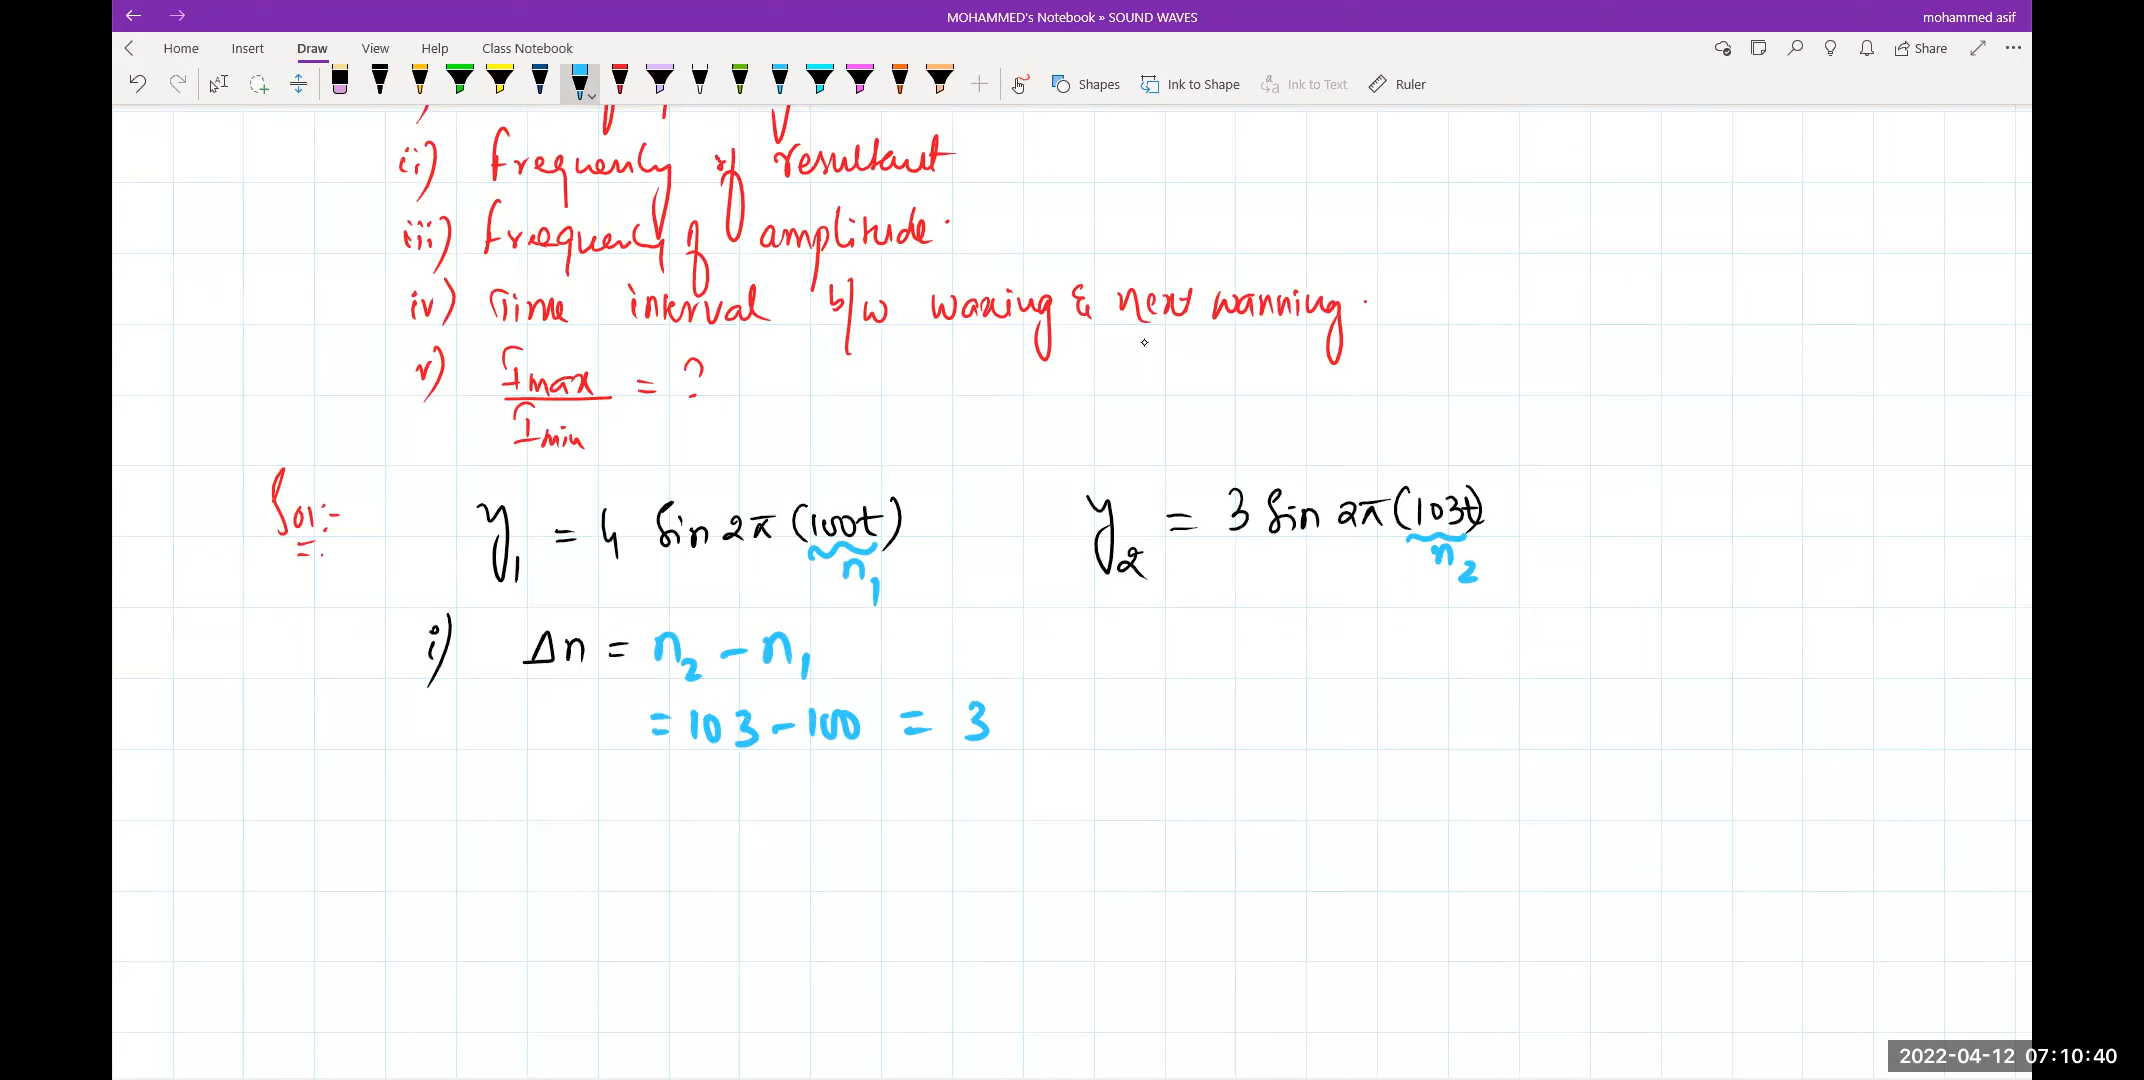 MOHAMMED's Notebook » SOUND WAVES
mohammed asif
Home Insert Draw View Help Class Notebook
Share
Shapes Ink to Shape Ink to Text Ruler
ii) frequency of resultant
iii) frequency of amplitude.
iv) Time interval b/w waxing & next wanning.
v) Imax / Imin = ?
Sol:-
y₁ = 4 Sin 2π (100t) y₂ = 3 Sin 2π (103t)
n₁ n₂
i) Δn = n₂ - n₁
= 103 - 100 = 3
2022-04-12 07:10:40